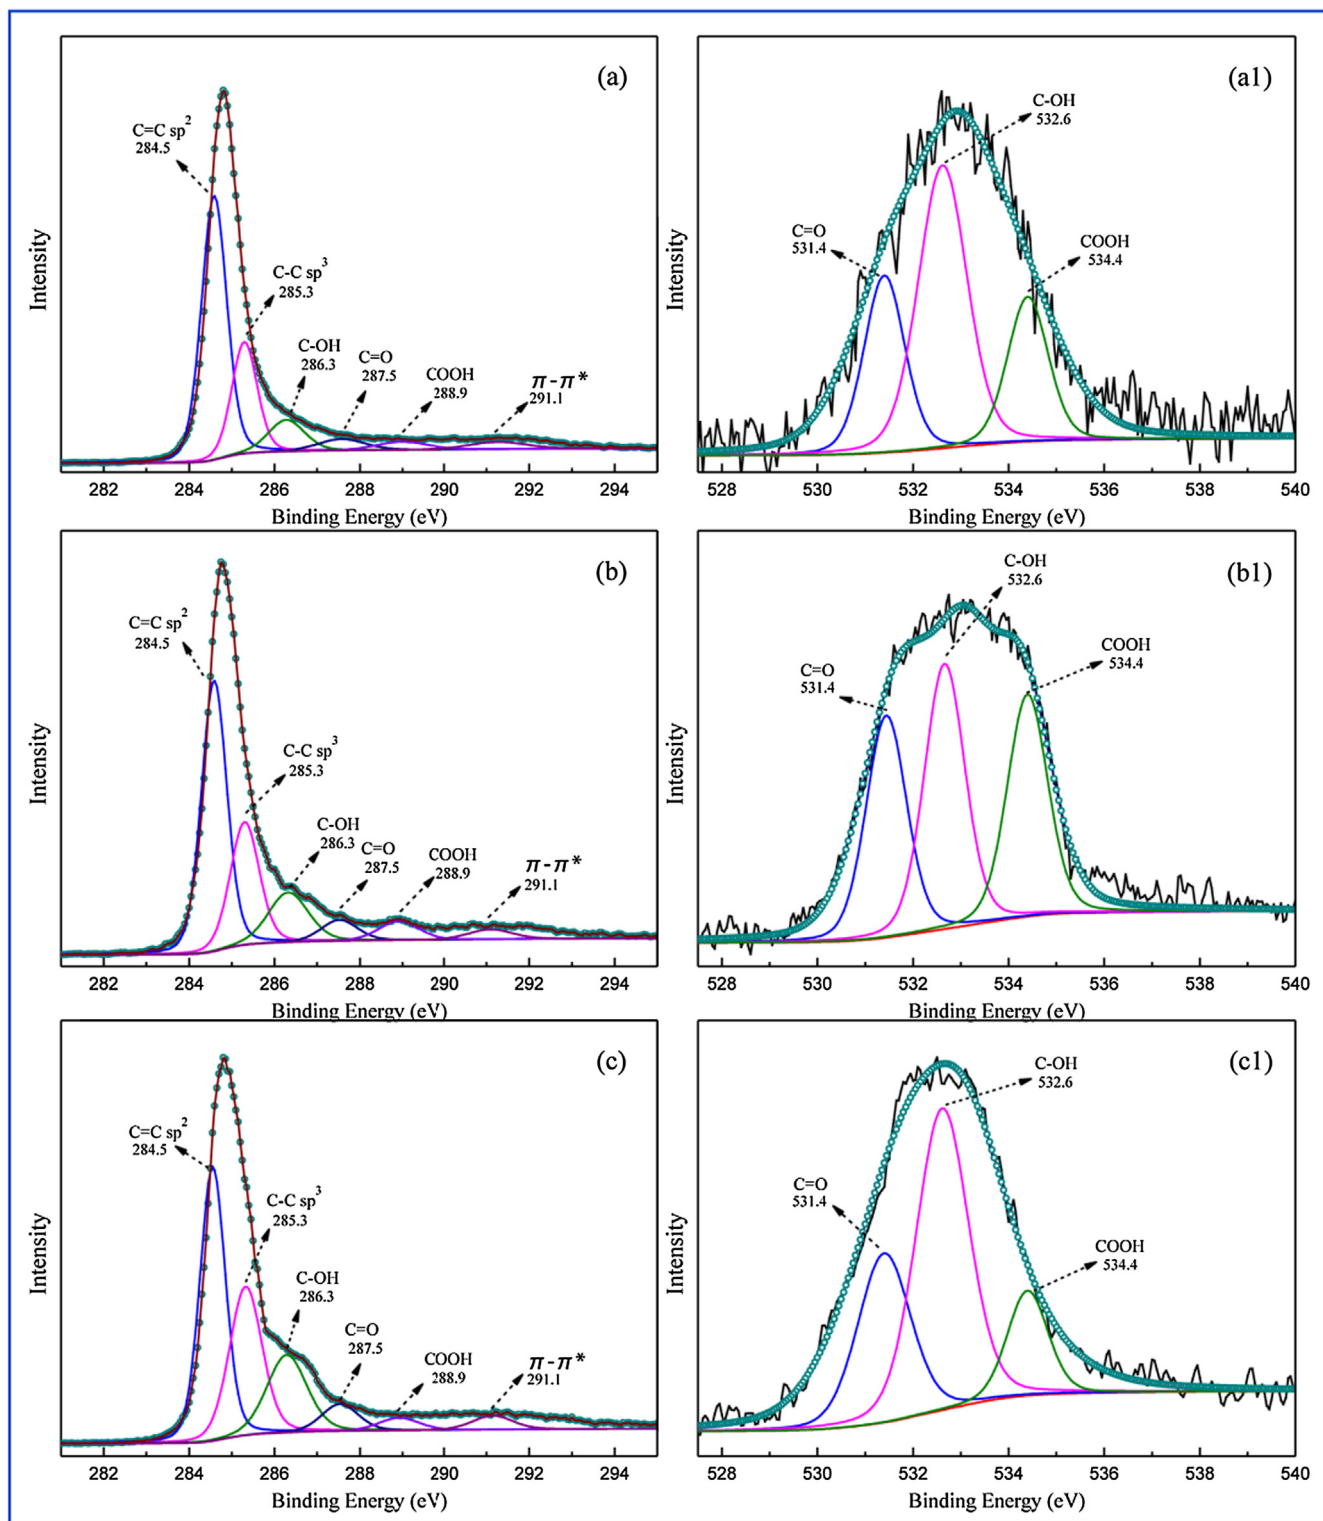 (a)
C=C sp2
284.5
C-C sp3
285.3
C-OH
286.3
C=O
287.5
COOH
288.9
π-π*
291.1
Intensity
282 284 286 288 290 292 294
Binding Energy (eV)
(a1)
C-OH
532.6
C=O
531.4
COOH
534.4
Intensity
528 530 532 534 536 538 540
Binding Energy (eV)
(b)
C=C sp2
284.5
C-C sp3
285.3
C-OH
286.3
C=O
287.5
COOH
288.9
π-π*
291.1
Intensity
282 284 286 288 290 292 294
Binding Energy (eV)
(b1)
C-OH
532.6
C=O
531.4
COOH
534.4
Intensity
528 530 532 534 536 538 540
Binding Energy (eV)
(c)
C=C sp2
284.5
C-C sp3
285.3
C-OH
286.3
C=O
287.5
COOH
288.9
π-π*
291.1
Intensity
282 284 286 288 290 292 294
Binding Energy (eV)
(c1)
C-OH
532.6
C=O
531.4
COOH
534.4
Intensity
528 530 532 534 536 538 540
Binding Energy (eV)